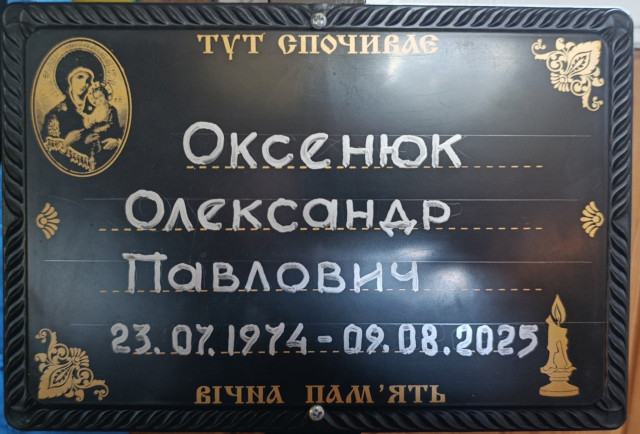 ТУТ СПОЧИВАЄ
Оксенюк
Олександр
Павлович
23.07.1974 - 09.08.2025
ВІЧНА ПАМ'ЯТЬ